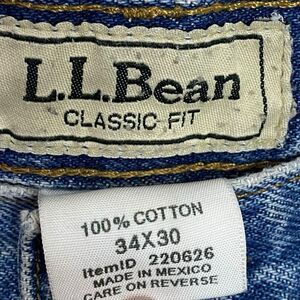 L.L.Bean
CLASSIC FIT
100% COTTON
34X30
ItemID 220626
MADE IN MEXICO
CARE ON REVERSE